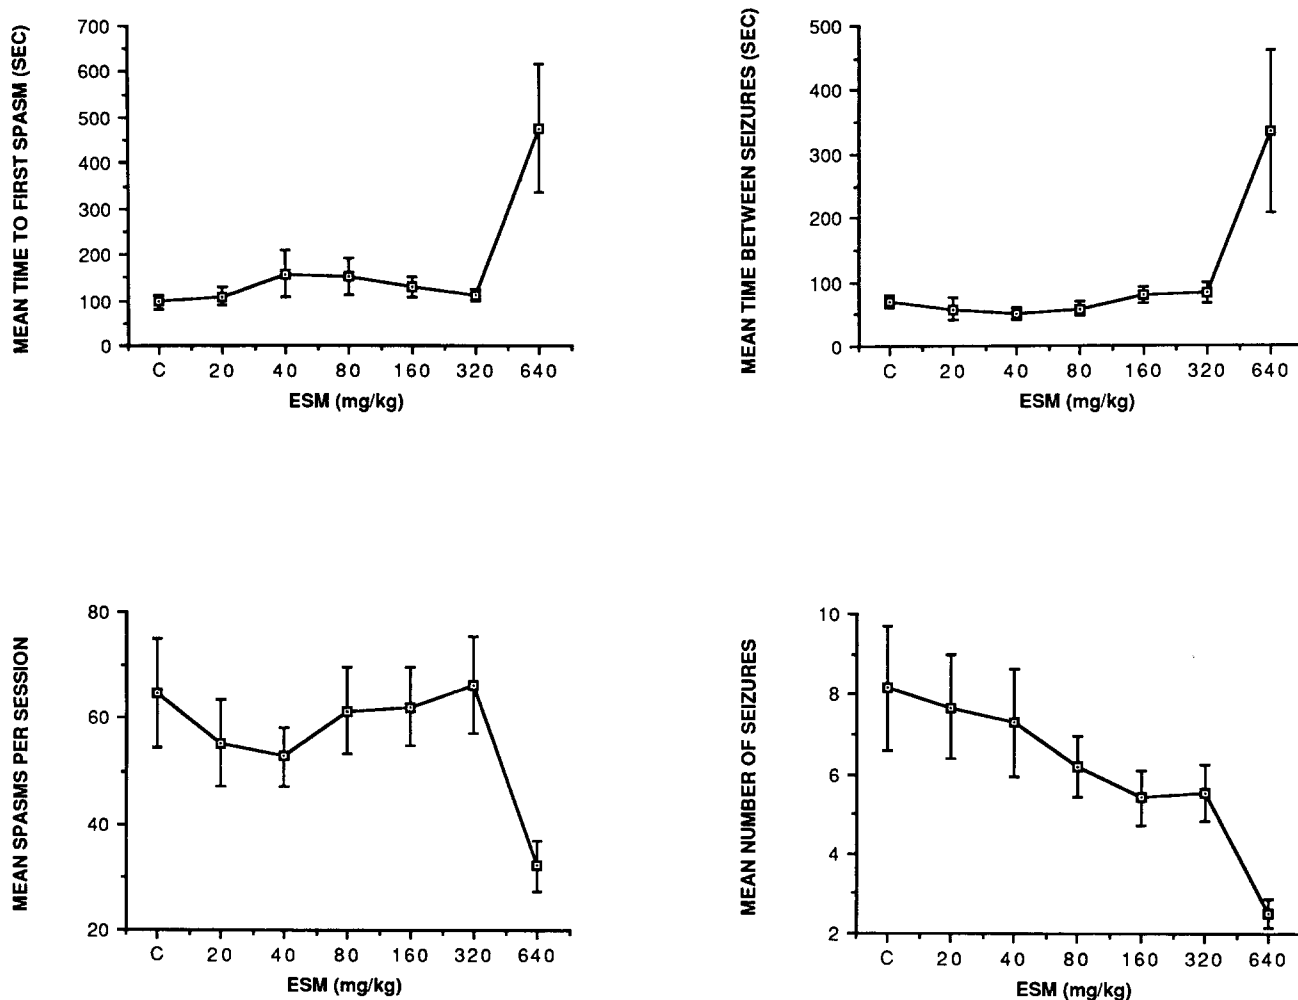 MEAN TIME TO FIRST SPASM (SEC)
700
600
500
400
300
200
100
0
C 20 40 80 160 320 640
ESM (mg/kg)
MEAN TIME BETWEEN SEIZURES (SEC)
500
400
300
200
100
0
C 20 40 80 160 320 640
ESM (mg/kg)
MEAN SPASMS PER SESSION
80
60
40
20
C 20 40 80 160 320 640
ESM (mg/kg)
MEAN NUMBER OF SEIZURES
10
8
6
4
2
C 20 40 80 160 320 640
ESM (mg/kg)